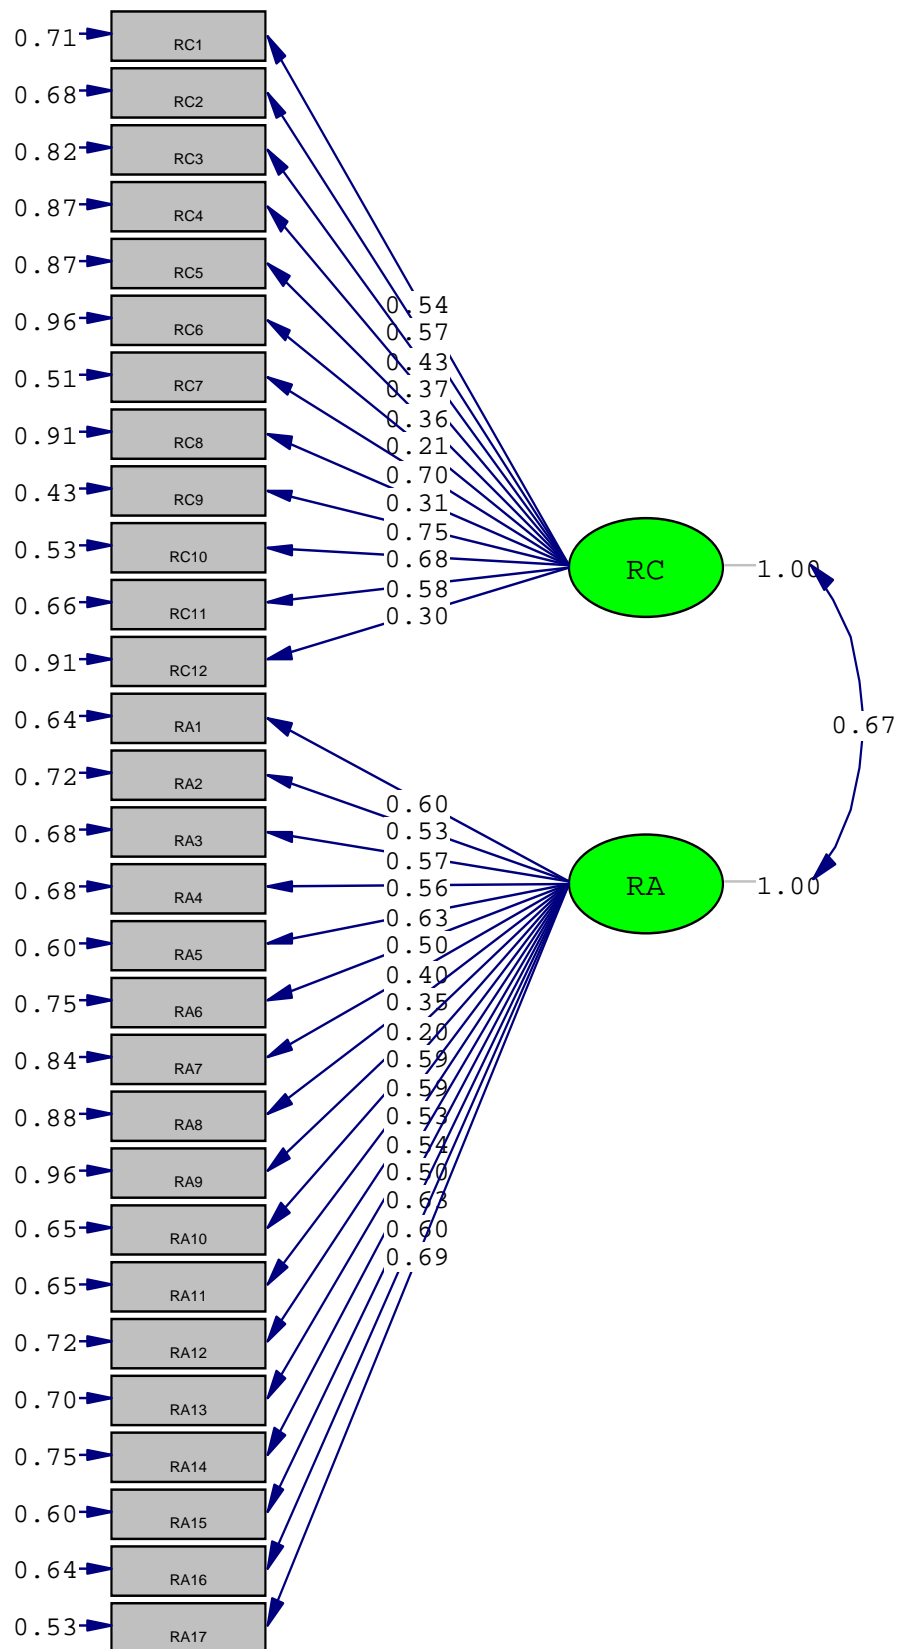 0.71 RC1
0.68 RC2
0.82 RC3
0.87 RC4
0.87 RC5
0.96 RC6
0.51 RC7
0.91 RC8
0.43 RC9
0.53 RC10
0.66 RC11
0.91 RC12
0.64 RA1
0.72 RA2
0.68 RA3
0.68 RA4
0.60 RA5
0.75 RA6
0.84 RA7
0.88 RA8
0.96 RA9
0.65 RA10
0.65 RA11
0.72 RA12
0.70 RA13
0.75 RA14
0.60 RA15
0.64 RA16
0.53 RA17
0.54
0.57
0.43
0.37
0.36
0.21
0.70
0.31
0.75
0.68
0.58
0.30
0.60
0.53
0.57
0.56
0.63
0.50
0.40
0.35
0.20
0.59
0.59
0.53
0.54
0.50
0.63
0.60
0.69
RC 1.00
0.67
RA 1.00